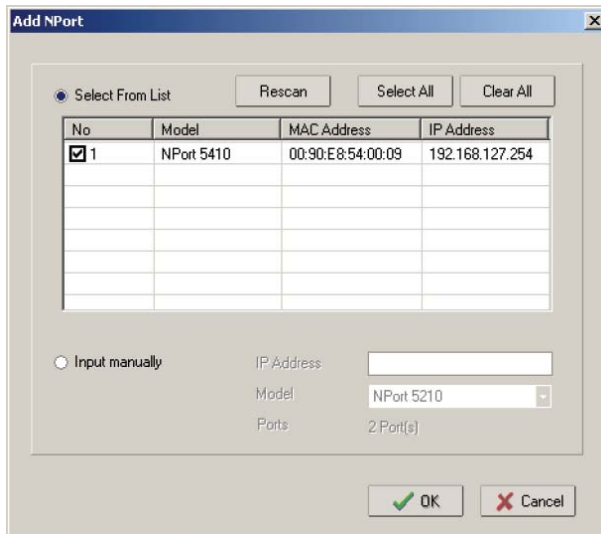 Add NPort
Select From List Rescan Select All Clear All
No Model MAC Address IP Address
1 NPort 5410 00:90:E8:54:00:09 192.168.127.254
Input manually IP Address
Model NPort 5210
Ports 2 Port(s)
OK Cancel